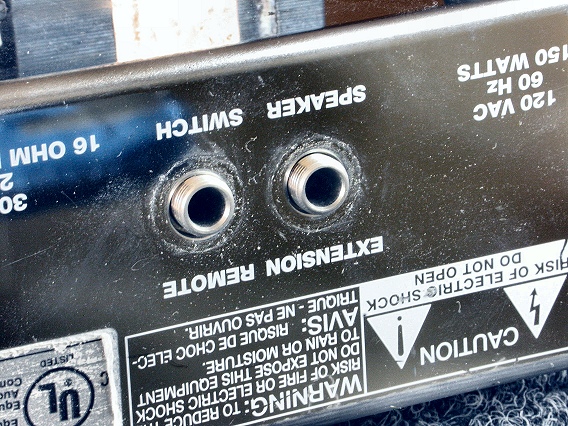 CAUTION
RISK OF ELECTRIC SHOCK
DO NOT OPEN
WARNING: TO REDUCE THE
RISK OF FIRE OR ELECTRIC SHOCK
DO NOT EXPOSE THIS EQUIPMENT
TO RAIN OR MOISTURE.
AVIS: RISQUE DE CHOC ELEC-
TRIQUE - NE PAS OUVRIR.
UL
LISTED
EXTENSION REMOTE
SPEAKER SWITCH
120 VAC
60 Hz
150 WATTS
30
2
16 OHM